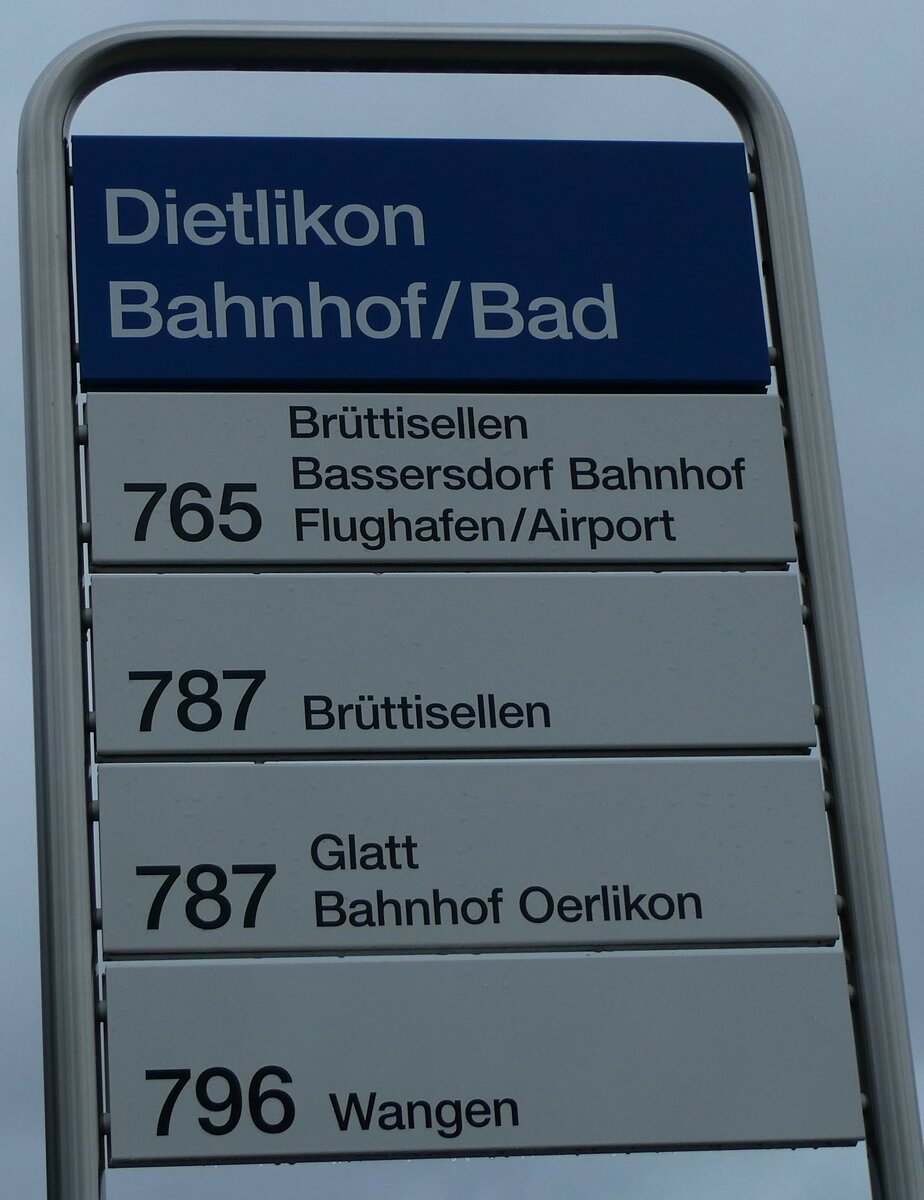 Dietlikon
Bahnhof/Bad
Brüttisellen
Bassersdorf Bahnhof
765 Flughafen/Airport
787 Brüttisellen
Glatt
787 Bahnhof Oerlikon
796 Wangen